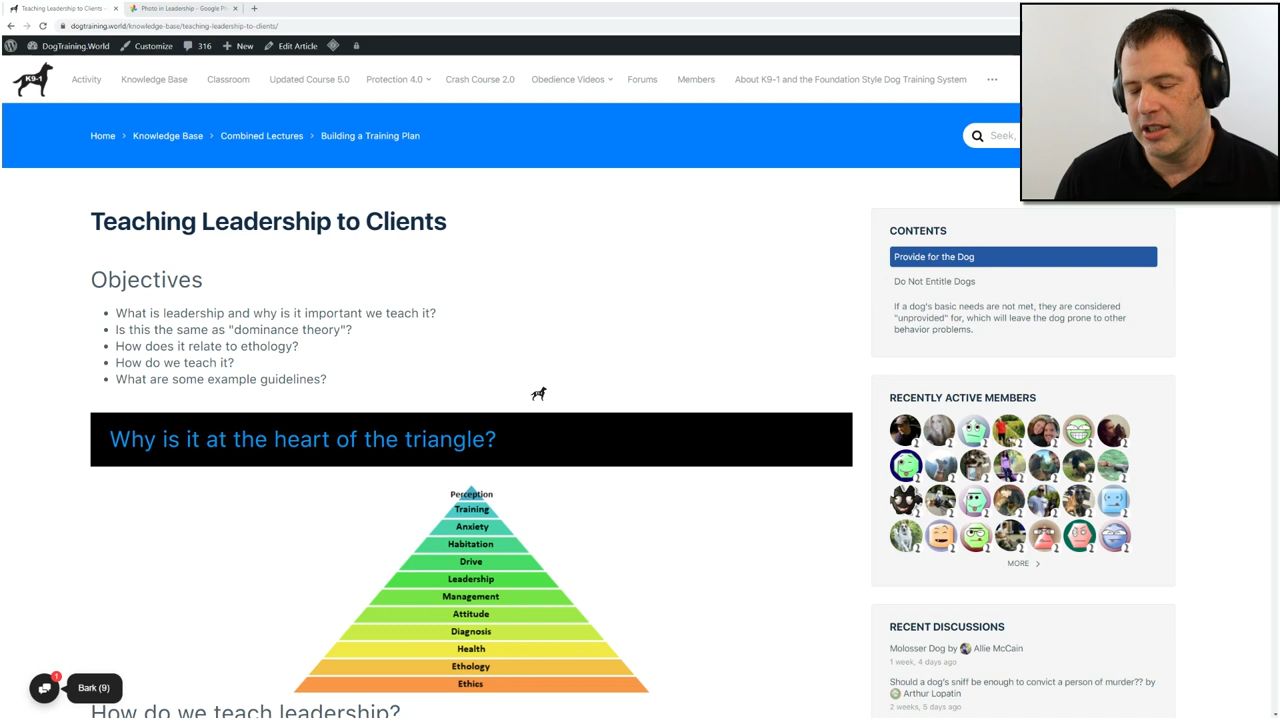 Teaching Leadership to Clients -
Photo in Leadership - Google Ph
dogtraining.world/knowledge-base/teaching-leadership-to-clients/
DogTraining.World Customize 316 New Edit Article
K9-1
Activity Knowledge Base Classroom Updated Course 5.0 Protection 4.0 Crash Course 2.0 Obedience Videos Forums Members About K9-1 and the Foundation Style Dog Training System
Home > Knowledge Base > Combined Lectures > Building a Training Plan
Seek,
Teaching Leadership to Clients
Objectives
• What is leadership and why is it important we teach it?
• Is this the same as "dominance theory"?
• How does it relate to ethology?
• How do we teach it?
• What are some example guidelines?
Why is it at the heart of the triangle?
Perception
Training
Anxiety
Habitation
Drive
Leadership
Management
Attitude
Diagnosis
Health
Ethology
Ethics
How do we teach leadership?
CONTENTS
Provide for the Dog
Do Not Entitle Dogs
If a dog's basic needs are not met, they are considered
"unprovided" for, which will leave the dog prone to other
behavior problems.
RECENTLY ACTIVE MEMBERS
MORE >
RECENT DISCUSSIONS
Molosser Dog by Allie McCain
1 week, 4 days ago
Should a dog's sniff be enough to convict a person of murder?? by
Arthur Lopatin
2 weeks, 5 days ago
1
Bark (9)